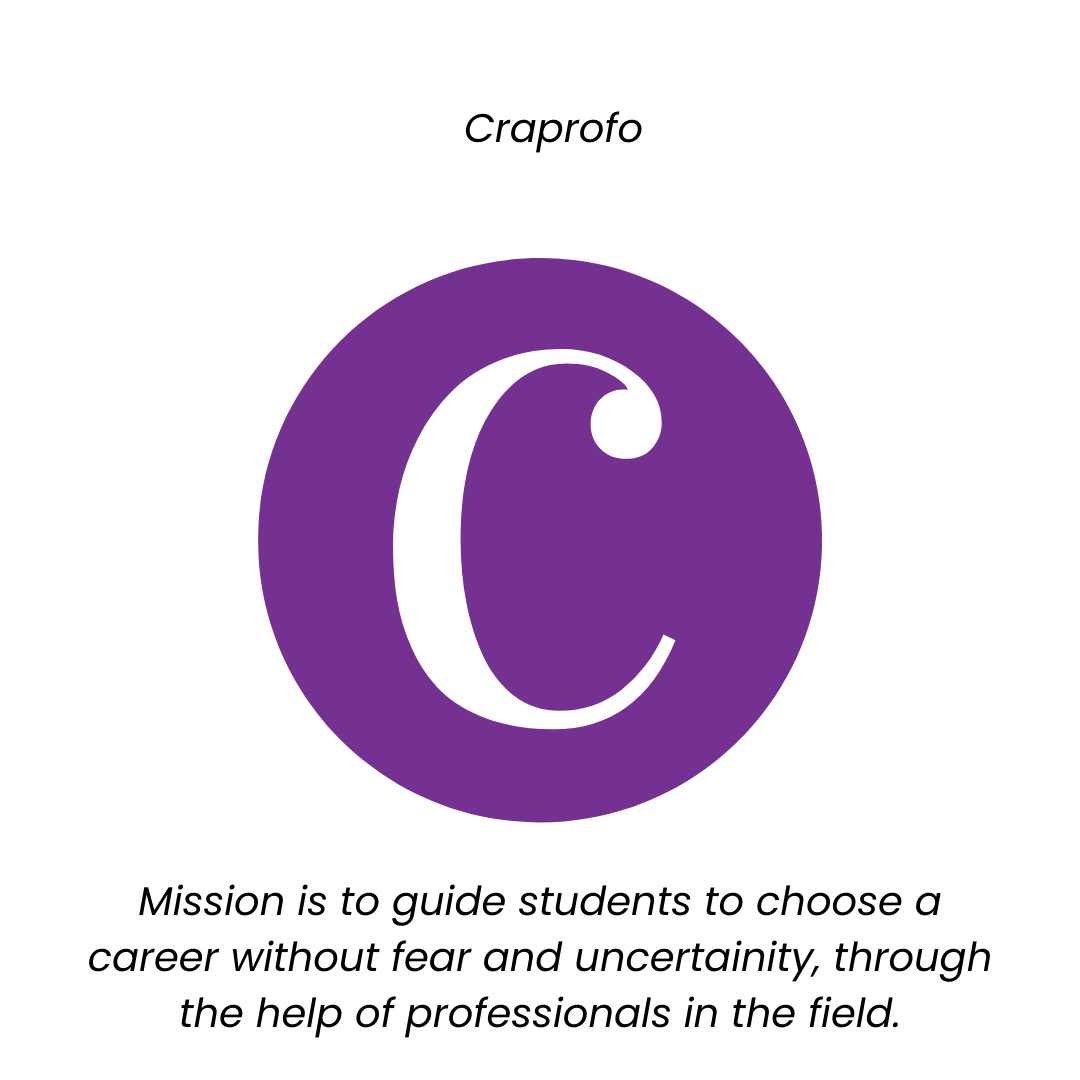 Craprofo
C
Mission is to guide students to choose a
career without fear and uncertainity, through
the help of professionals in the field.